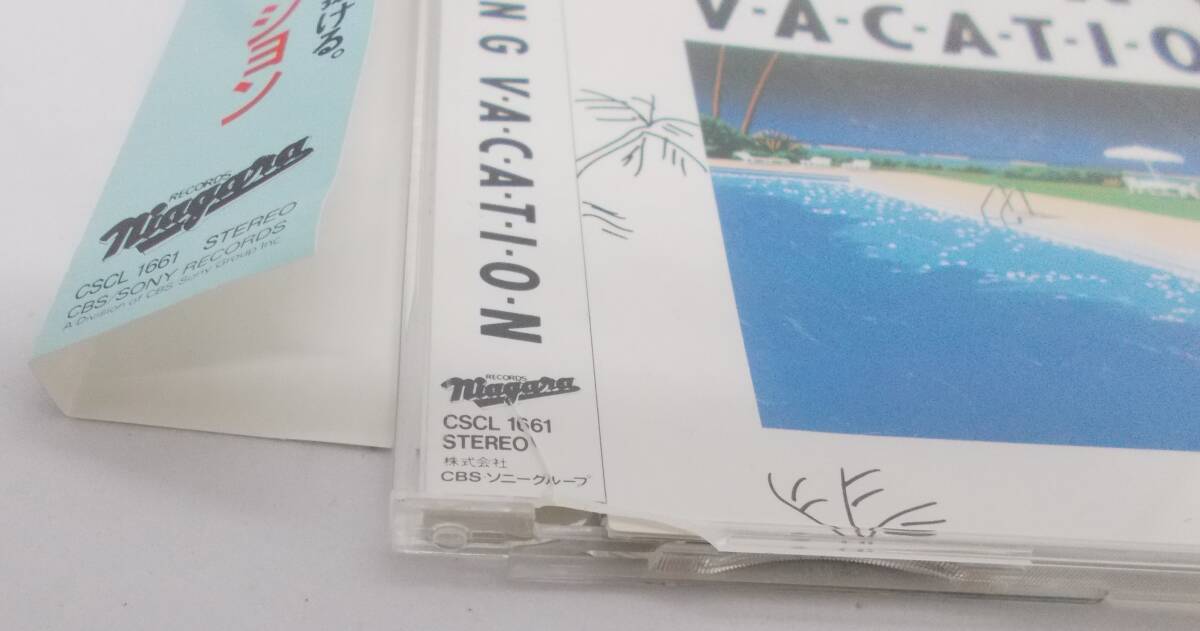 ける。
ション
RECORDS
Niagara
CSCL 1661 STEREO
CBS/SONY RECORDS
A Division of CBS Sony Group Inc.
NG V·A·C·A·T·I·O·N
RECORDS
Niagara
CSCL 1661
STEREO
株式会社
CBS・ソニーグループ
V·A·C·A·T·I·O